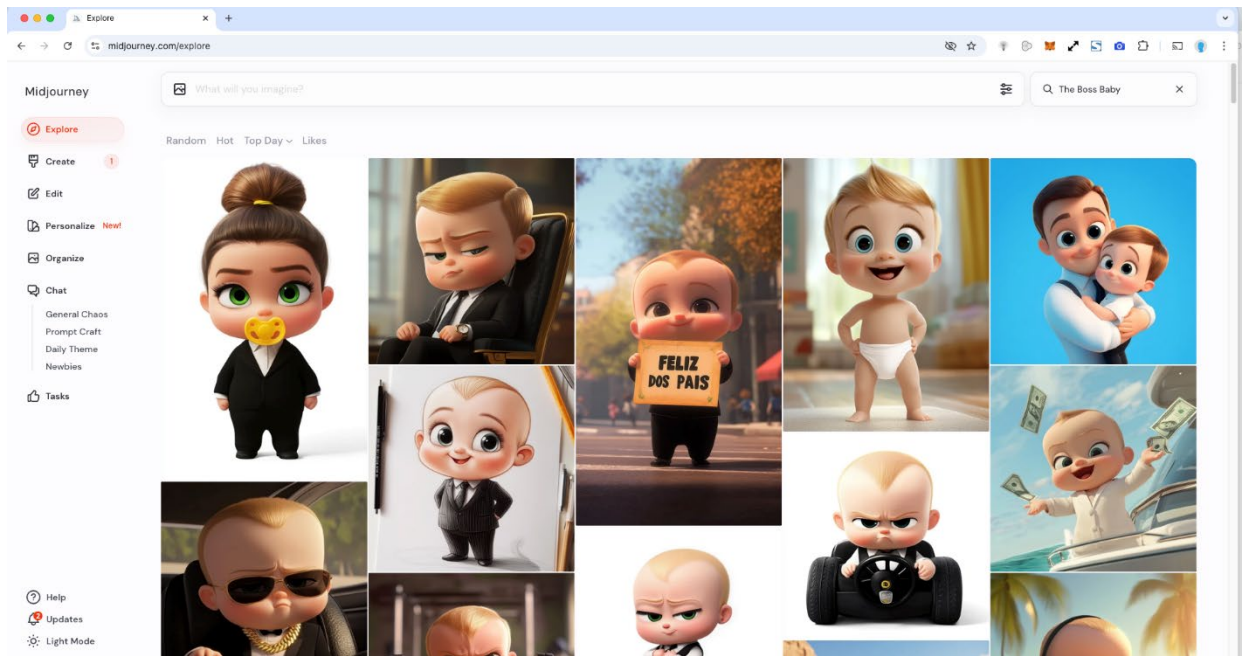 Explore
midjourney.com/explore
Midjourney
What will you imagine?
The Boss Baby
Explore
Create 1
Edit
Personalize New!
Organize
Chat
General Chaos
Prompt Craft
Daily Theme
Newbies
Tasks
Help
2
Updates
Light Mode
Random Hot Top Day Likes
FELIZ
DOS PAIS